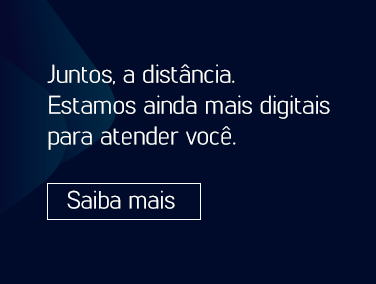 Juntos, a distância.
Estamos ainda mais digitais
para atender você.
Saiba mais